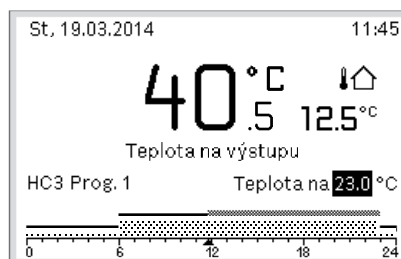 St, 19.03.2014 11:45
40.5 °C 12.5°C
Teplota na výstupu
HC3 Prog. 1 Teplota na 23.0 °C
0 6 12 18 24